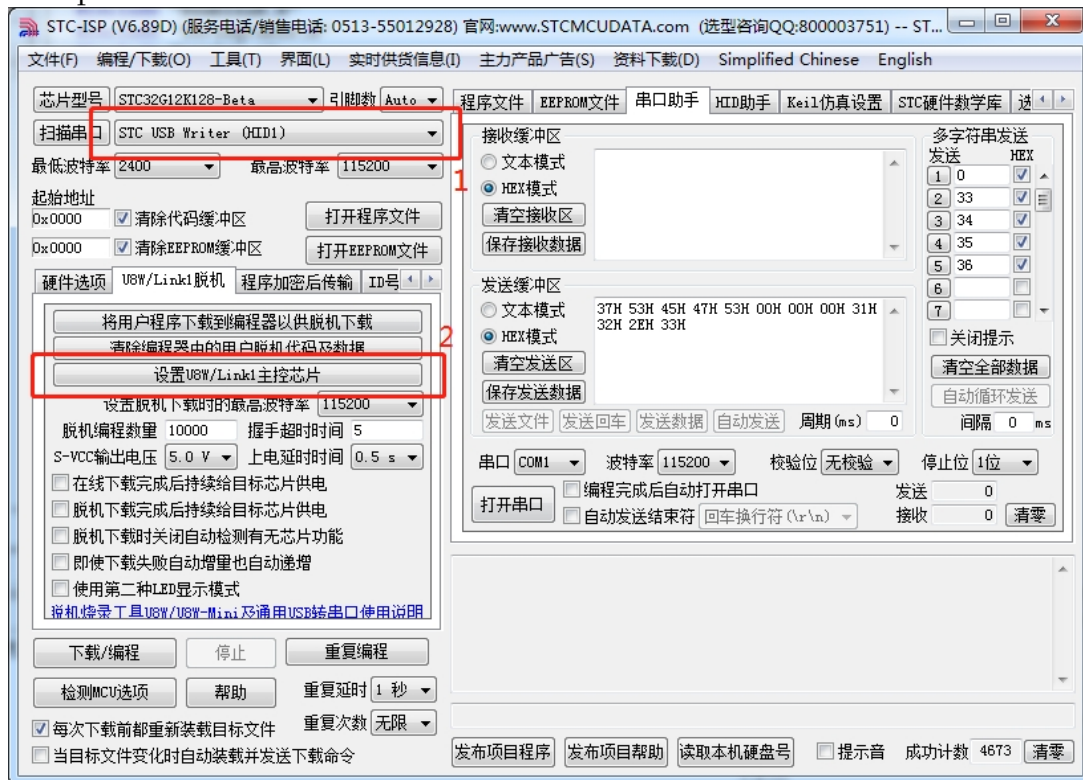 STC-ISP (V6.89D) (服务电话/销售电话: 0513-55012928) 官网:www.STCMCUDATA.com (选型咨询QQ:800003751) -- ST...
文件(F) 编程/下载(O) 工具(T) 界面(L) 实时供货信息(I) 主力产品广告(S) 资料下载(D) Simplified Chinese English
芯片型号 STC32G12K128-Beta 引脚数 Auto
扫描串口 STC USB Writer (HID1)
1
最低波特率 2400 最高波特率 115200
起始地址
0x0000 清除代码缓冲区 打开程序文件
0x0000 清除EEPROM缓冲区 打开EEPROM文件
硬件选项 U8W/Link1脱机 程序加密后传输 ID号
将用户程序下载到编程器以供脱机下载
2
清除编程器中的用户脱机代码及数据
设置U8W/Link1主控芯片
设置脱机下载时的最高波特率 115200
脱机编程数量 10000 握手超时时间 5
S-VCC输出电压 5.0 V 上电延时时间 0.5 s
在线下载完成后持续给目标芯片供电
脱机下载完成后持续给目标芯片供电
脱机下载时关闭自动检测有无芯片功能
即使下载失败自动增量也自动递增
使用第二种LED显示模式
脱机烧录工具U8W/U8W-Mini及通用USB转串口使用说明
下载/编程 停止 重复编程
检测MCU选项 帮助 重复延时 1 秒
每次下载前都重新装载目标文件 重复次数 无限
当目标文件变化时自动装载并发送下载命令
程序文件 EEPROM文件 串口助手 HID助手 Keil仿真设置 STC硬件数学库 选
接收缓冲区
文本模式
HEX模式
清空接收区
保存接收数据
多字符串发送
发送 HEX
1 0
2 33
3 34
4 35
5 36
6
7
关闭提示
清空全部数据
自动循环发送
间隔 0 ms
发送缓冲区
文本模式
HEX模式
清空发送区
保存发送数据
37H 53H 45H 47H 53H 00H 00H 00H 31H
32H 2EH 33H
发送文件 发送回车 发送数据 自动发送 周期(ms) 0
串口 COM1 波特率 115200 校验位 无校验 停止位 1位
打开串口 编程完成后自动打开串口 发送 0
自动发送结束符 回车换行符(\r\n) 接收 0 清零
发布项目程序 发布项目帮助 读取本机硬盘号 提示音 成功计数 4673 清零